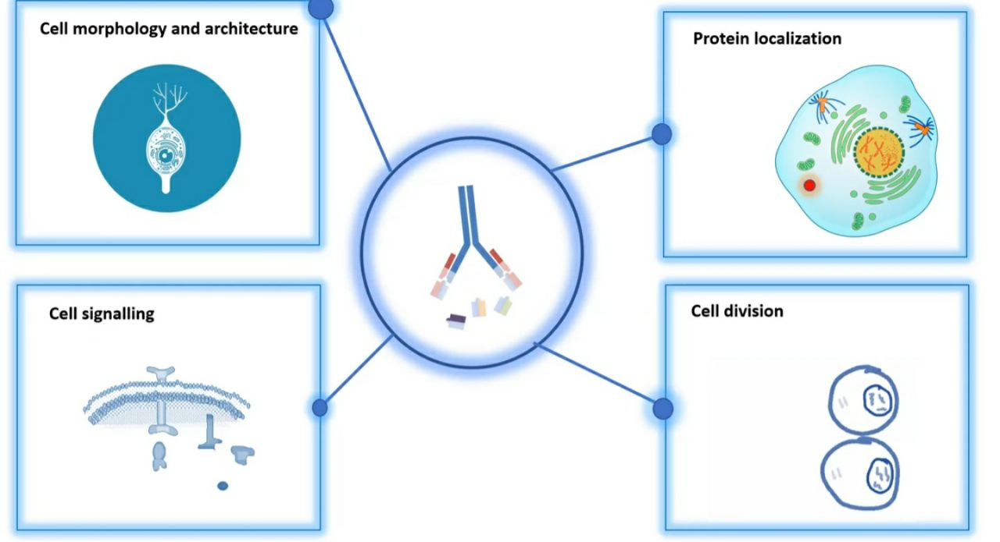 Cell morphology and architecture
Protein localization
Cell signalling
Cell division